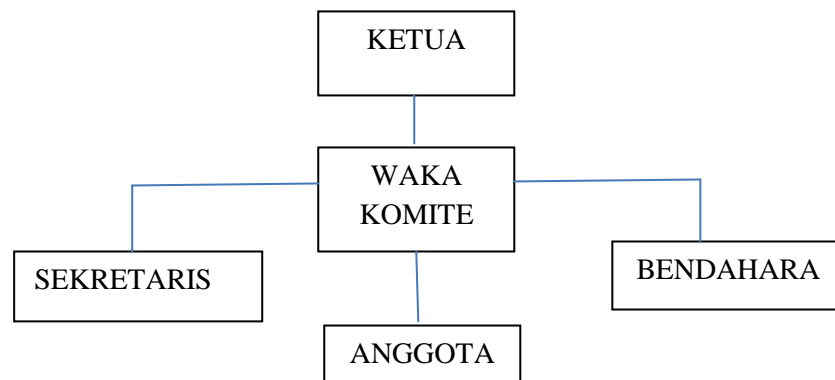 KETUA
WAKA
KOMITE
SEKRETARIS
BENDAHARA
ANGGOTA